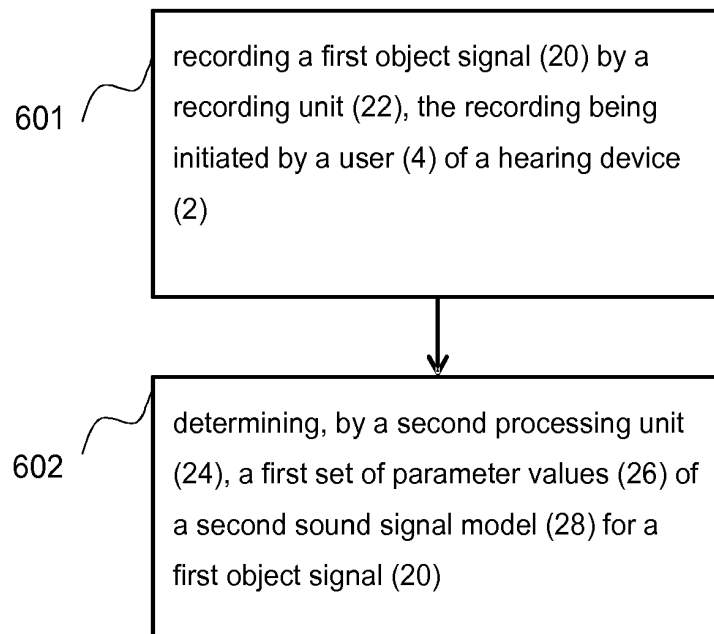 601
recording a first object signal (20) by a
recording unit (22), the recording being
initiated by a user (4) of a hearing device
(2)
602
determining, by a second processing unit
(24), a first set of parameter values (26) of
a second sound signal model (28) for a
first object signal (20)